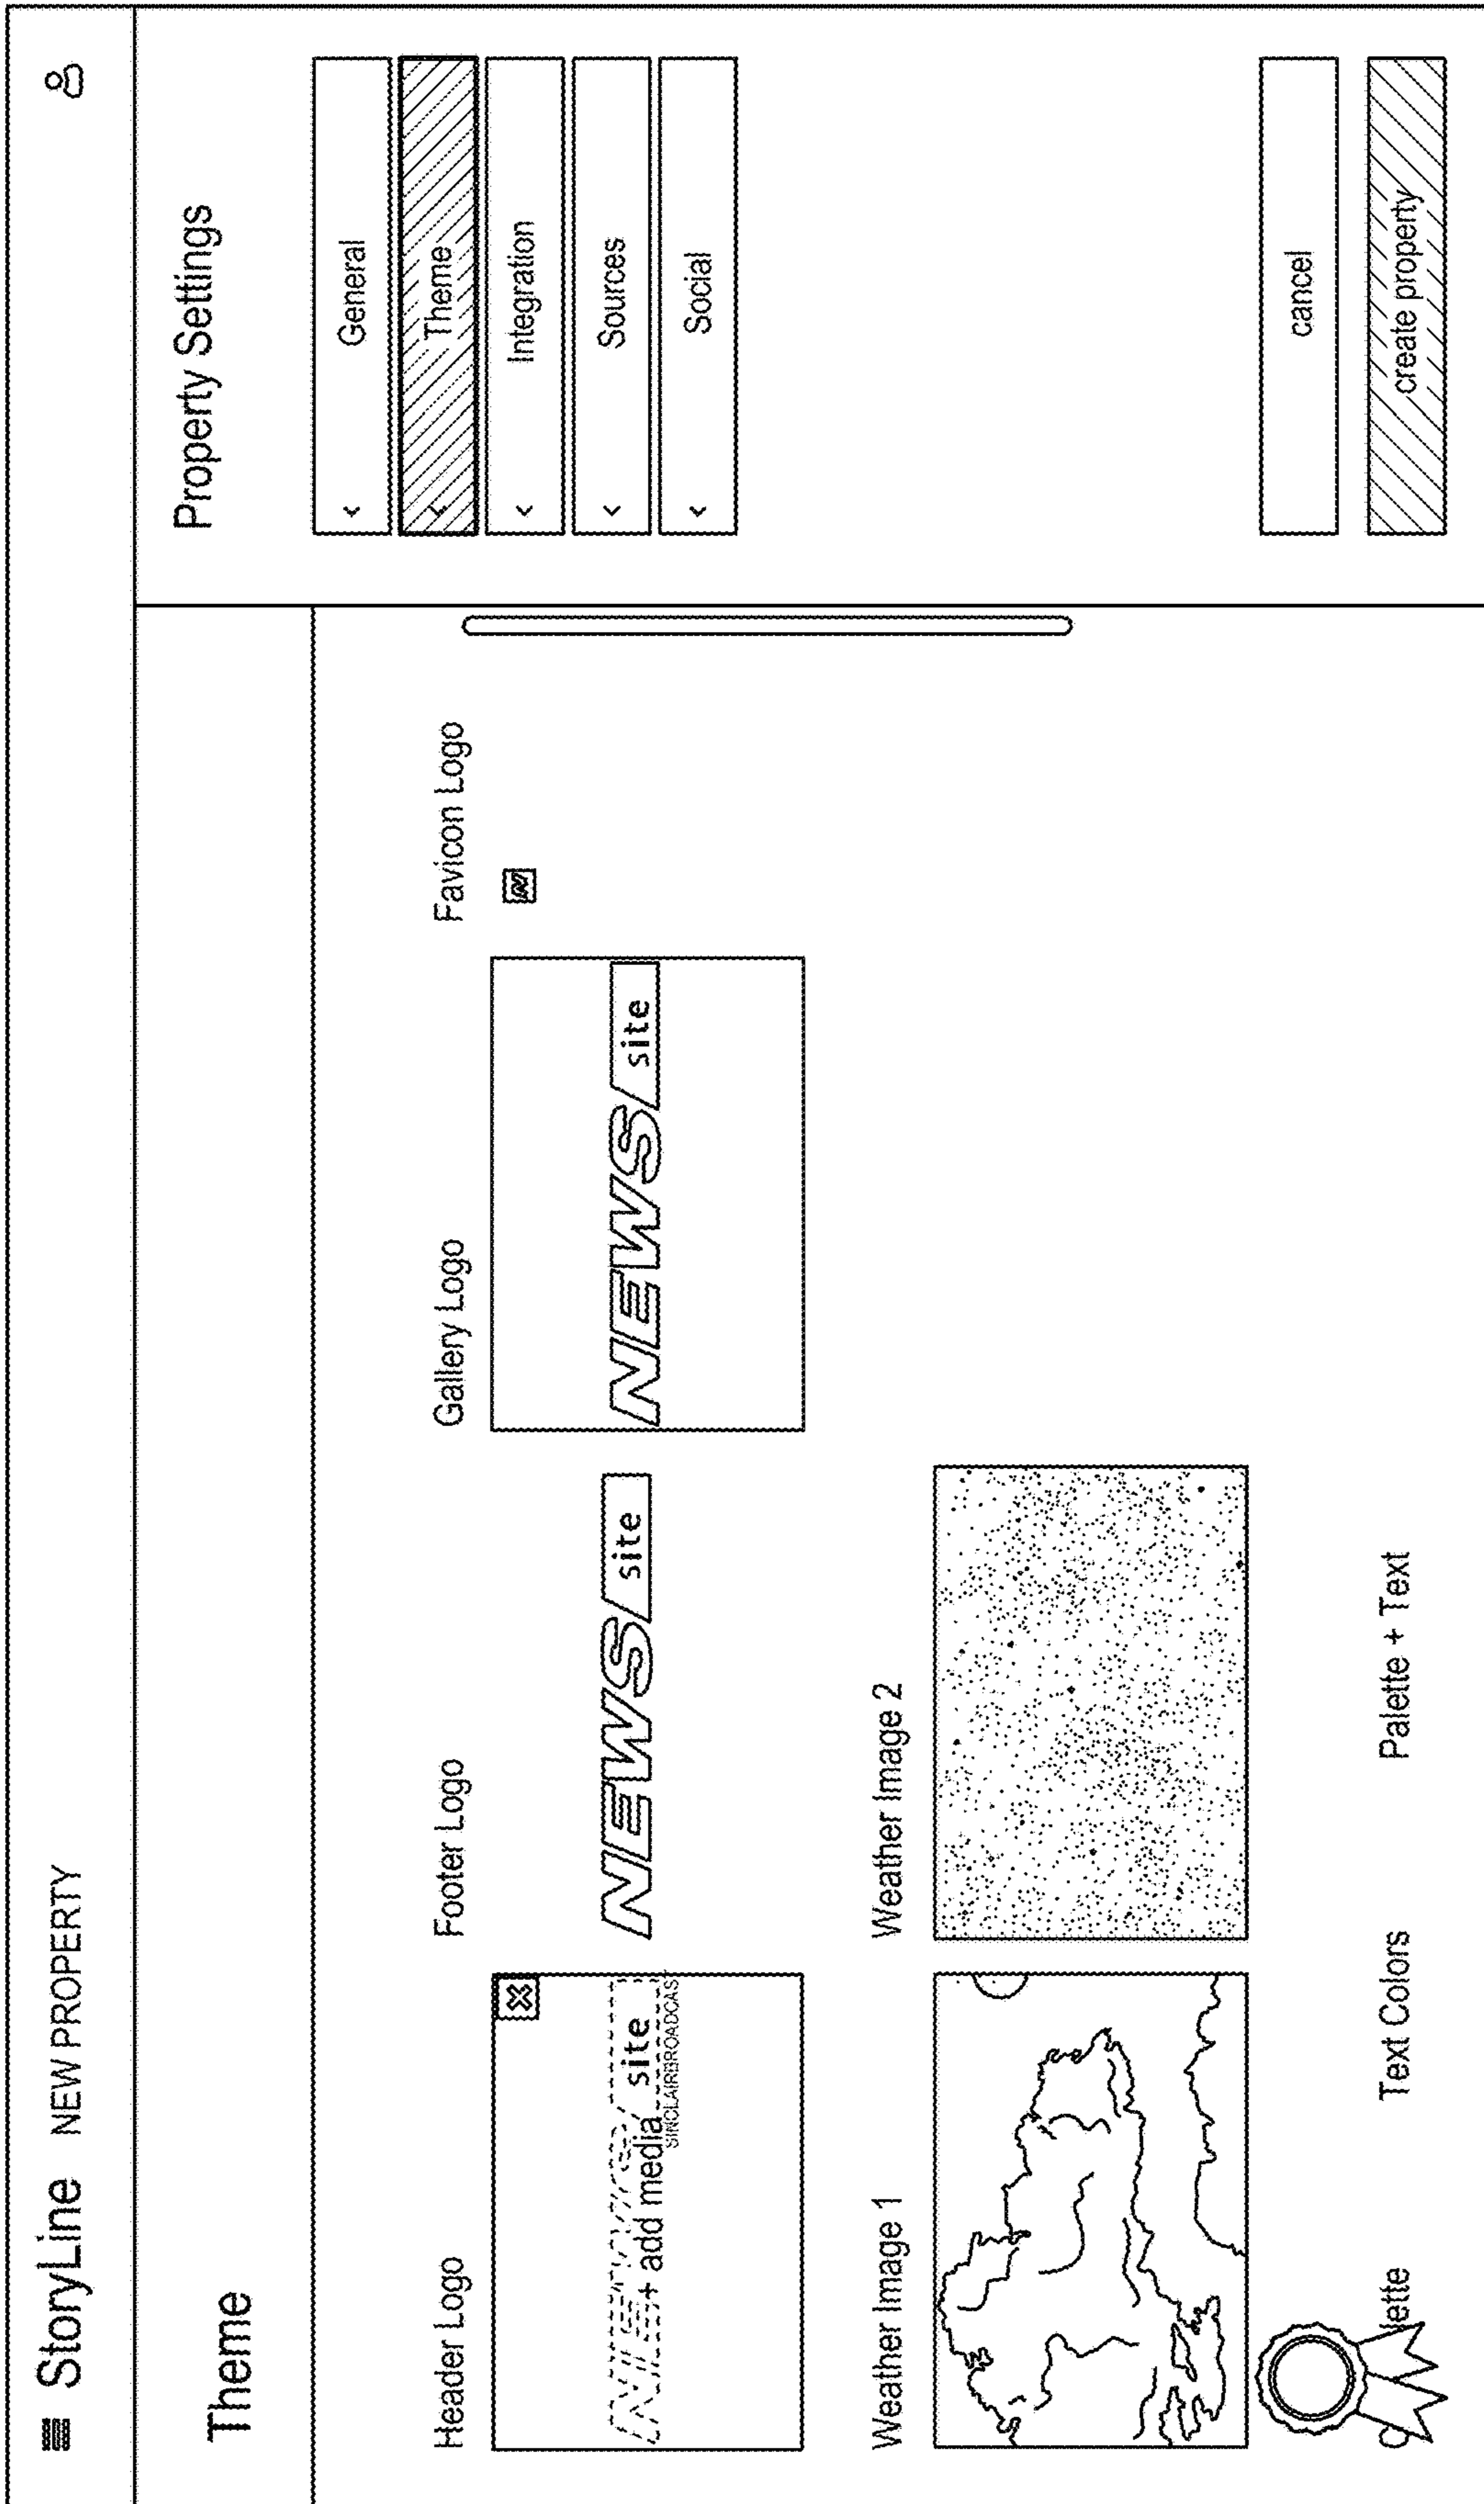 StoryLine NEW PROPERTY
Theme
Header Logo
Footer Logo
Gallery Logo
Favicon Logo
+ add media
site
SINCLAIRBROADCAST
NEWS site
NEWS site
N
Weather Image 1
Weather Image 2
Text Colors
Palette + Text
Property Settings
General
Theme
Integration
Sources
Social
cancel
create property